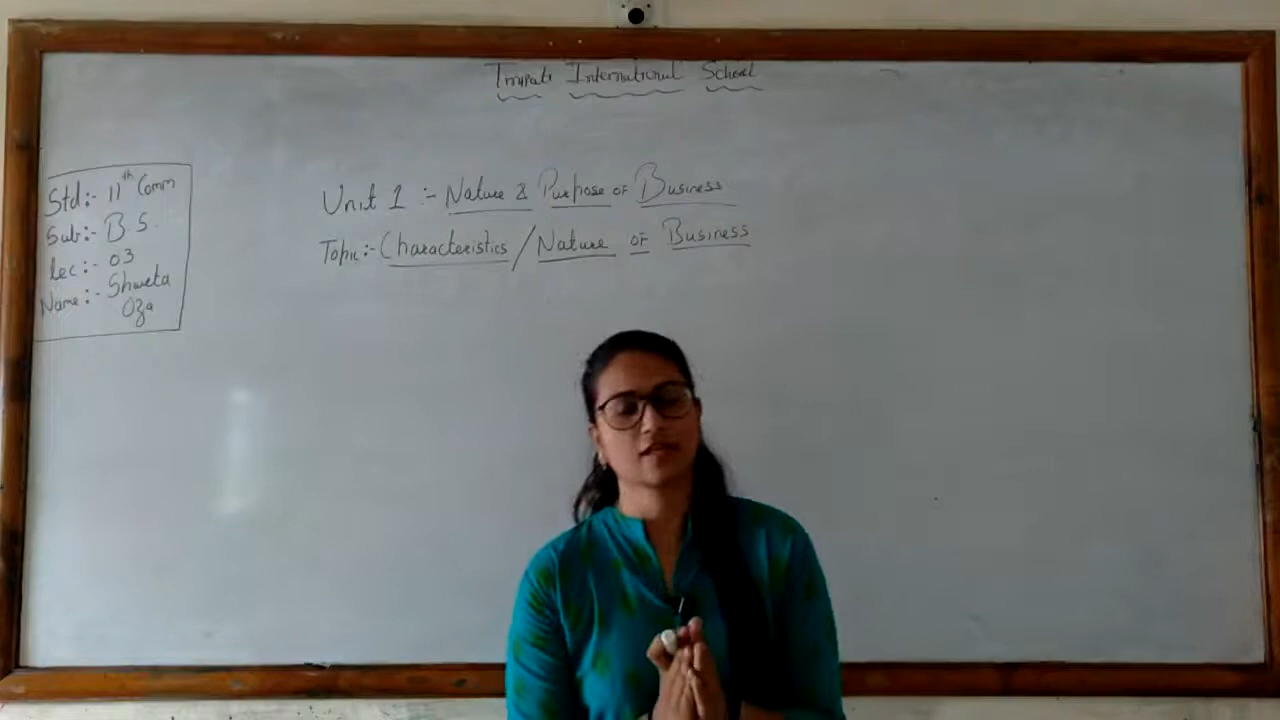 Tirupati International School
Std:- 11th Comm
Sub:- B.S.
Lec:- 03
Name:- Shweta
Oza
Unit 1 :- Nature & Purpose of Business
Topic:- Characteristics / Nature of Business